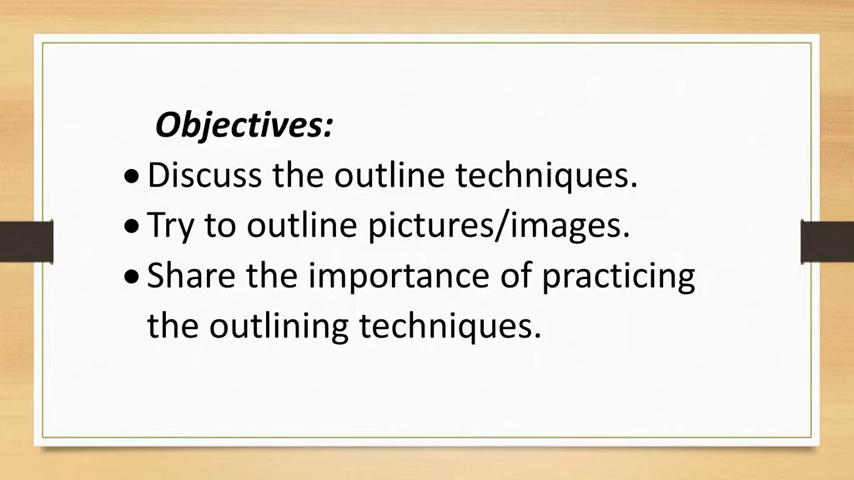 Objectives:
• Discuss the outline techniques.
• Try to outline pictures/images.
• Share the importance of practicing
the outlining techniques.